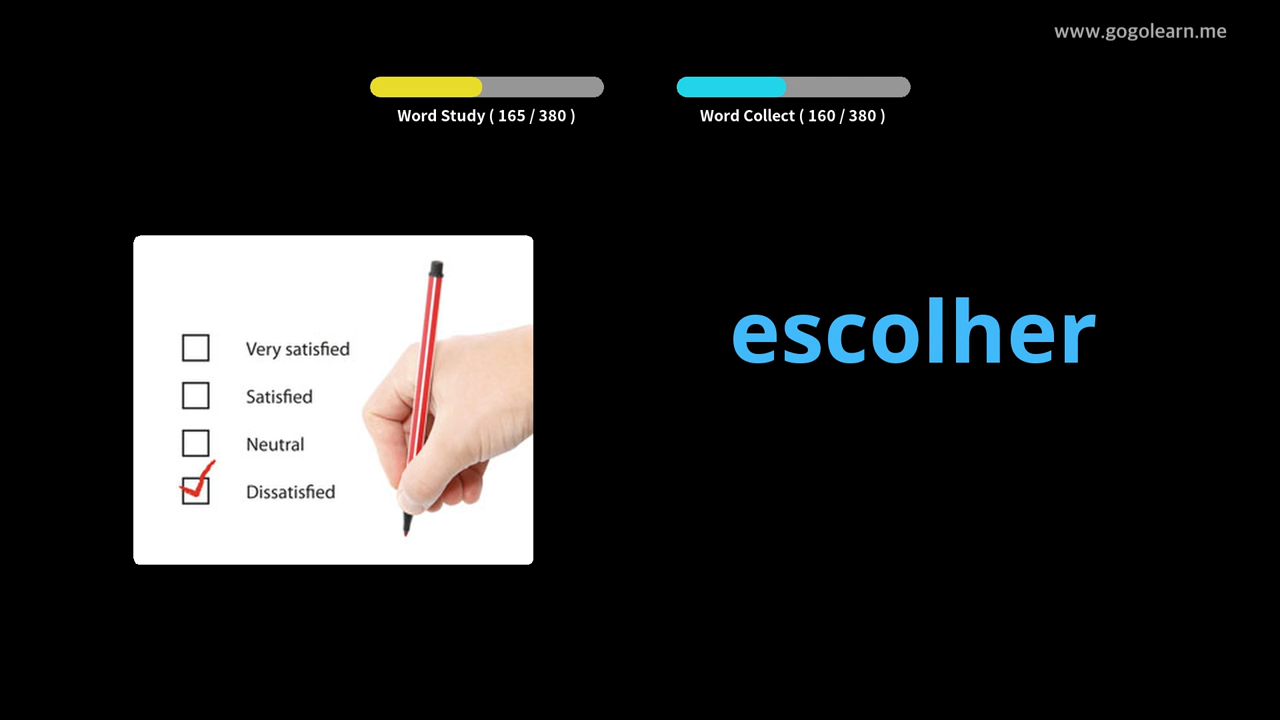 www.gogolearn.me
Word Study ( 165 / 380 )
Word Collect ( 160 / 380 )
Very satisfied
Satisfied
Neutral
Dissatisfied
escolher